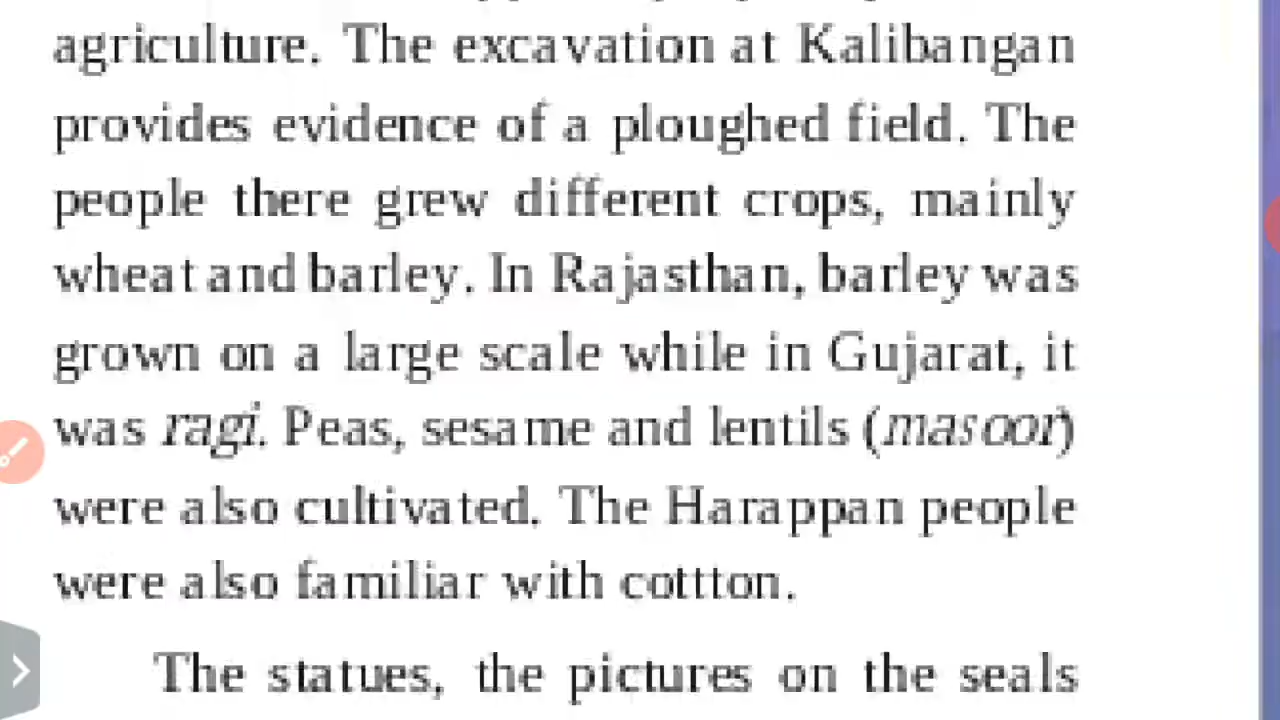 agriculture. The excavation at Kalibangan
provides evidence of a ploughed field. The
people there grew different crops, mainly
wheat and barley. In Rajasthan, barley was
grown on a large scale while in Gujarat, it
was ragi. Peas, sesame and lentils (masoor)
were also cultivated. The Harappan people
were also familiar with cottton.
The statues, the pictures on the seals